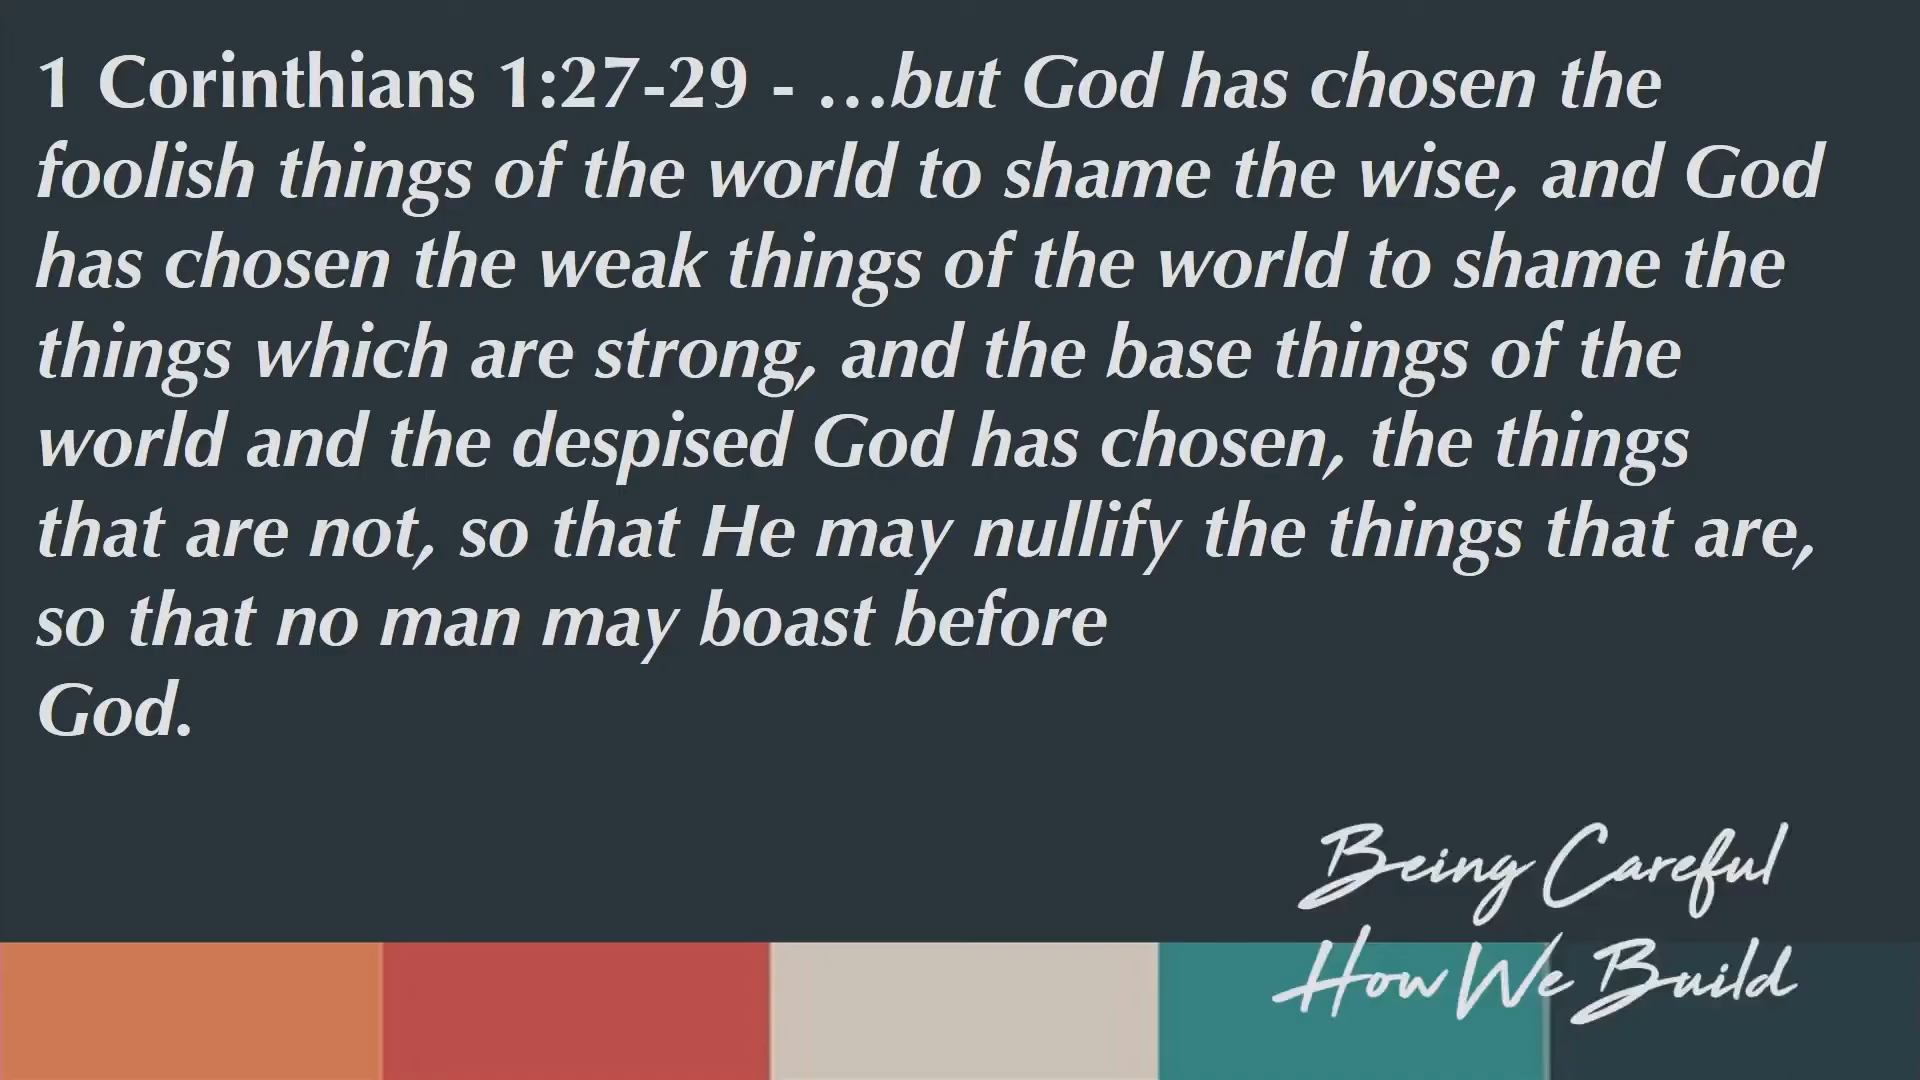 1 Corinthians 1:27-29 - …but God has chosen the
foolish things of the world to shame the wise, and God
has chosen the weak things of the world to shame the
things which are strong, and the base things of the
world and the despised God has chosen, the things
that are not, so that He may nullify the things that are,
so that no man may boast before
God.
Being Careful
How We Build